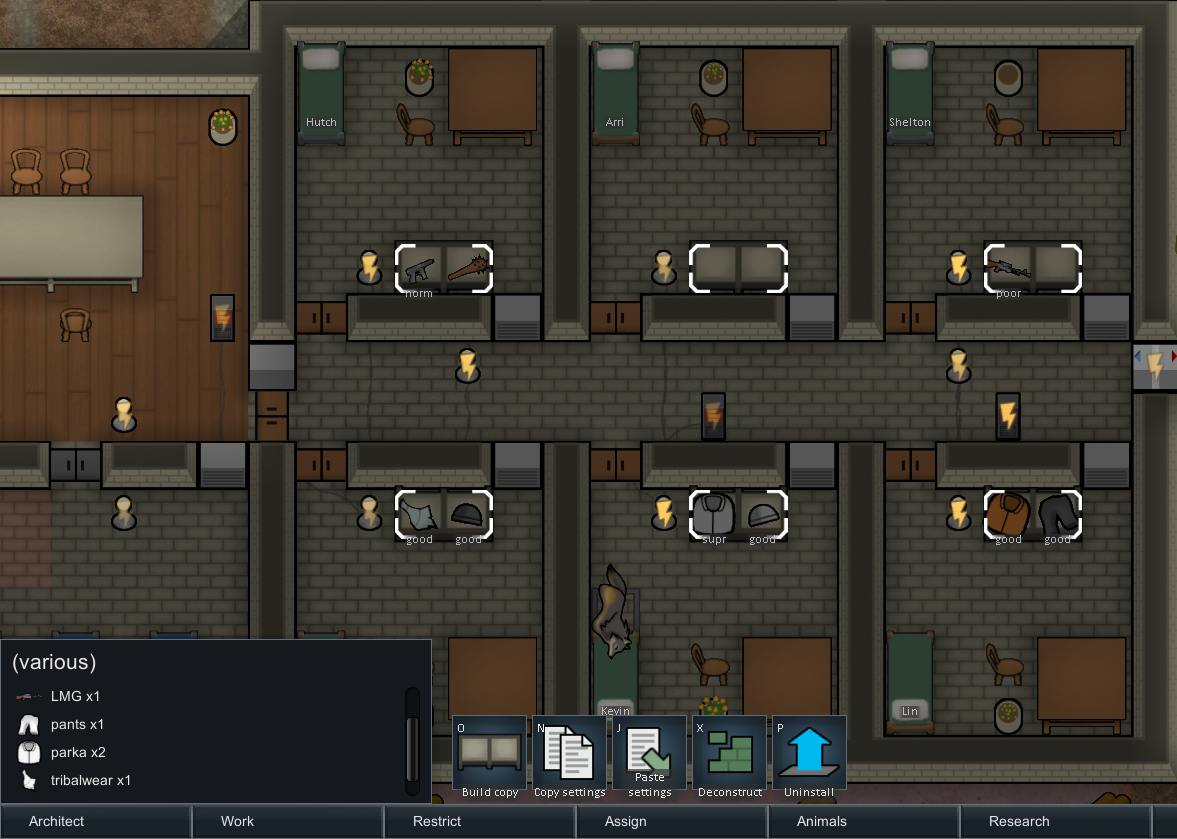 Hutch
Arri
Shelton
norm
poor
good good
supr good
good good
Kevin
Lin
(various)
LMG x1
pants x1
parka x2
tribalwear x1
O
Build copy
N
Copy settings
J
Paste
settings
X
Deconstruct
P
Uninstall
Architect
Work
Restrict
Assign
Animals
Research